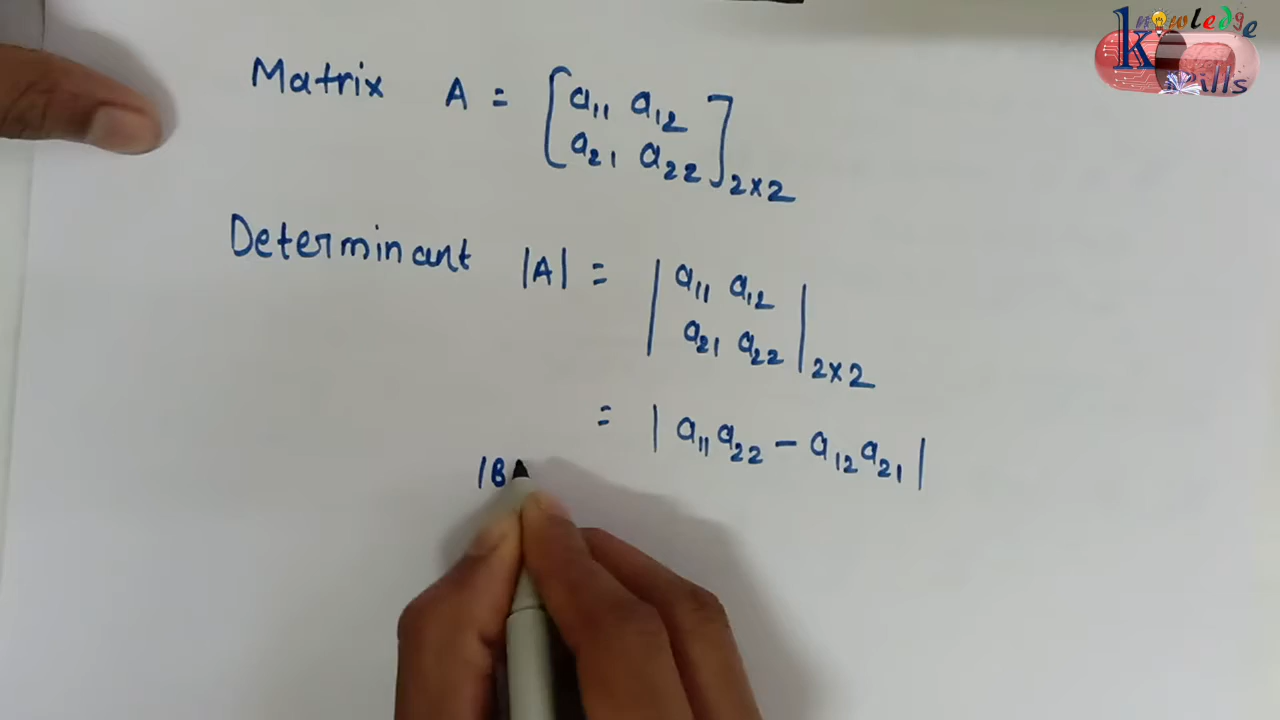 knowledge
kills
Matrix A = [a₁₁ a₁₂
a₂₁ a₂₂]₂ₓ₂
Determinant |A| = |a₁₁ a₁₂
a₂₁ a₂₂|₂ₓ₂
= |a₁₁a₂₂ − a₁₂a₂₁|
|B